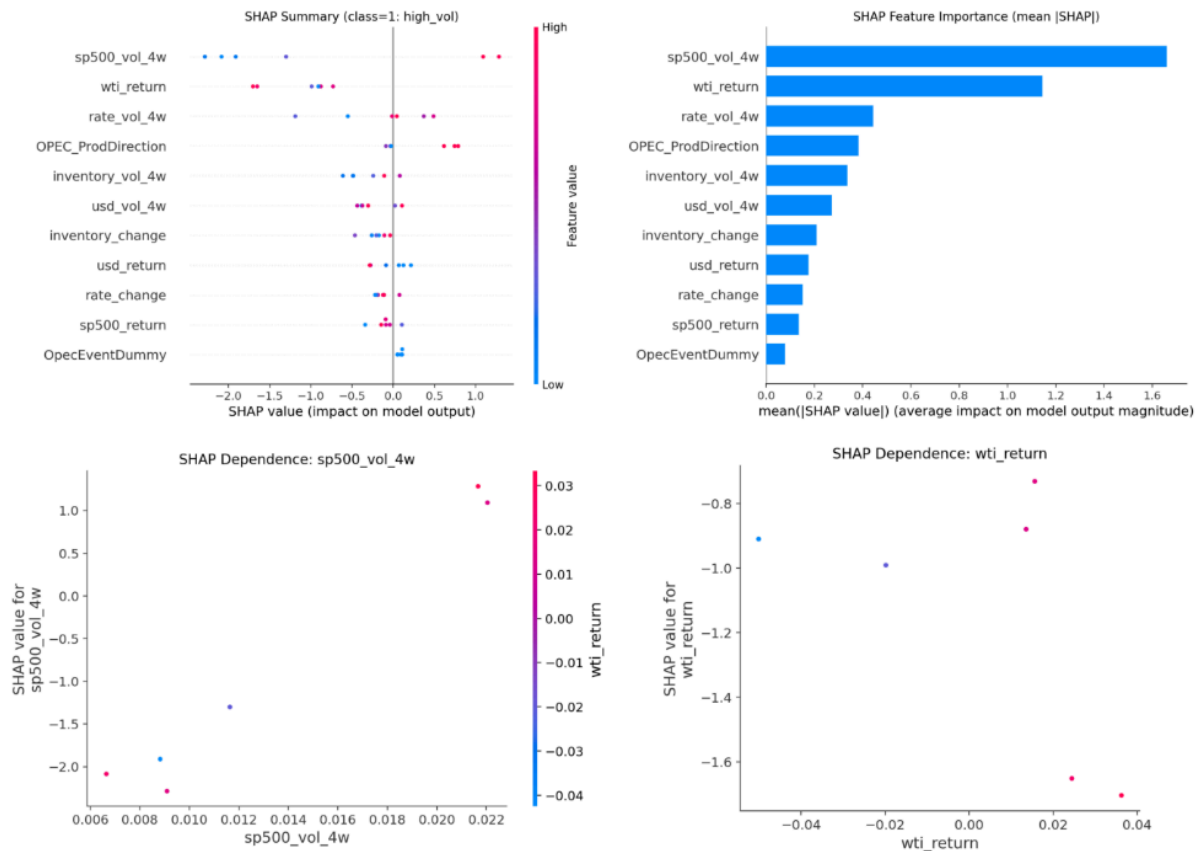 SHAP Summary (class=1: high_vol)
High
sp500_vol_4w
wti_return
rate_vol_4w
OPEC_ProdDirection
inventory_vol_4w
usd_vol_4w
inventory_change
usd_return
rate_change
sp500_return
OpecEventDummy
Feature value
Low
−2.0
−1.5
−1.0
−0.5
0.0
0.5
1.0
SHAP value (impact on model output)
SHAP Feature Importance (mean |SHAP|)
sp500_vol_4w
wti_return
rate_vol_4w
OPEC_ProdDirection
inventory_vol_4w
usd_vol_4w
inventory_change
usd_return
rate_change
sp500_return
OpecEventDummy
0.0
0.2
0.4
0.6
0.8
1.0
1.2
1.4
1.6
mean(|SHAP value|) (average impact on model output magnitude)
SHAP Dependence: sp500_vol_4w
SHAP value for
sp500_vol_4w
1.0
0.5
0.0
−0.5
−1.0
−1.5
−2.0
0.006
0.008
0.010
0.012
0.014
0.016
0.018
0.020
0.022
sp500_vol_4w
0.03
0.02
0.01
0.00
−0.01
−0.02
−0.03
−0.04
wti_return
SHAP Dependence: wti_return
SHAP value for
wti_return
−0.8
−1.0
−1.2
−1.4
−1.6
−0.04
−0.02
0.00
0.02
0.04
wti_return